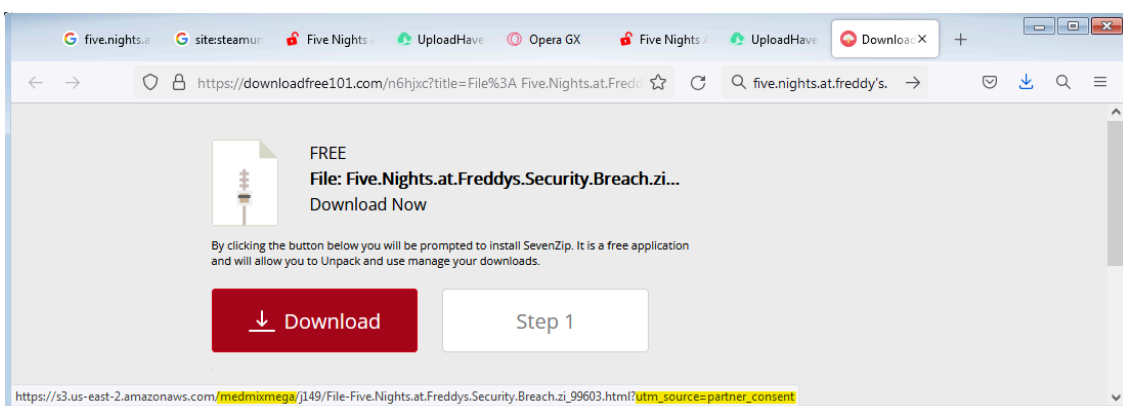 five.nights.a
site:steamun
Five Nights A
UploadHave
Opera GX
Five Nights A
UploadHave
Download
https://downloadfree101.com/n6hjxc?title=File%3A Five.Nights.at.Fredd
five.nights.at.freddy's.
FREE
File: Five.Nights.at.Freddys.Security.Breach.zi...
Download Now
By clicking the button below you will be prompted to install SevenZip. It is a free application
and will allow you to Unpack and use manage your downloads.
Download
Step 1
https://s3.us-east-2.amazonaws.com/medmixmega/j149/File-Five.Nights.at.Freddys.Security.Breach.zi_99603.html?utm_source=partner_consent